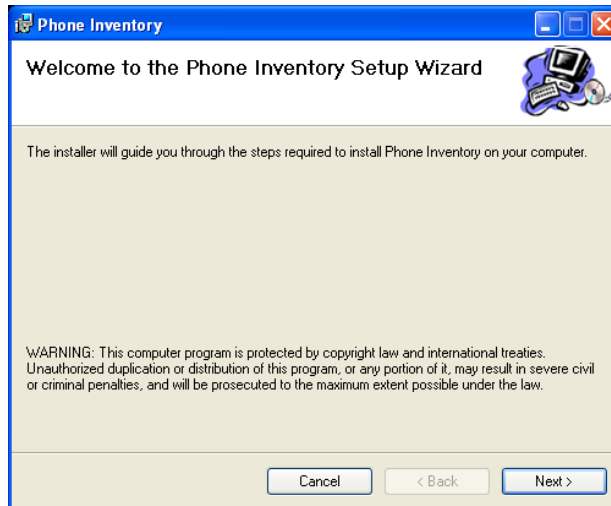 Phone Inventory
Welcome to the Phone Inventory Setup Wizard
The installer will guide you through the steps required to install Phone Inventory on your computer.
WARNING: This computer program is protected by copyright law and international treaties.
Unauthorized duplication or distribution of this program, or any portion of it, may result in severe civil
or criminal penalties, and will be prosecuted to the maximum extent possible under the law.
Cancel
< Back
Next >